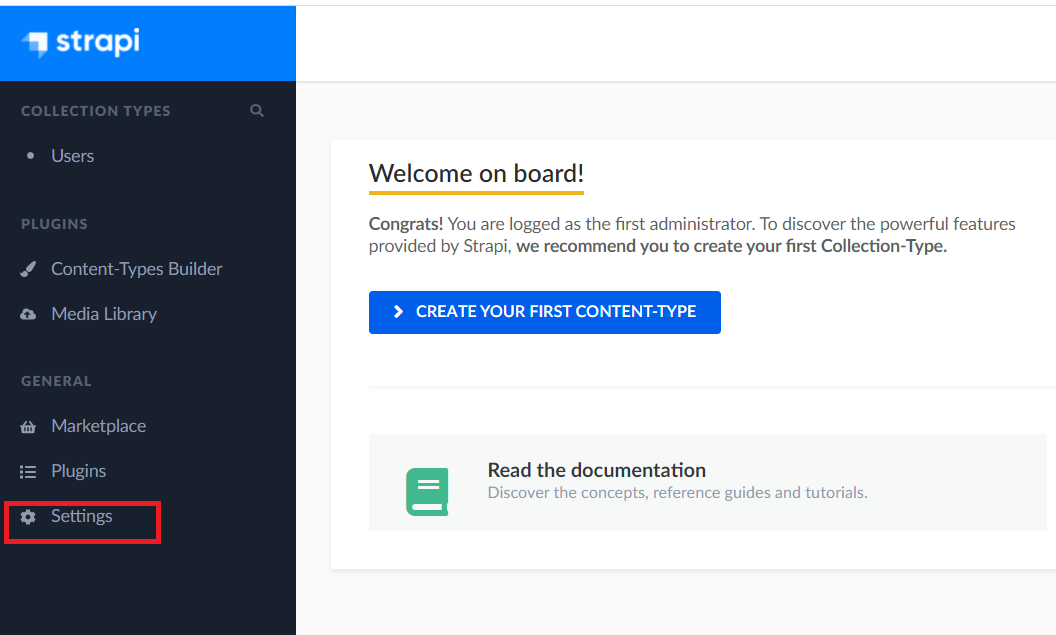 strapi
COLLECTION TYPES
Users
PLUGINS
Content-Types Builder
Media Library
GENERAL
Marketplace
Plugins
Settings
Welcome on board!
Congrats! You are logged as the first administrator. To discover the powerful features
provided by Strapi, we recommend you to create your first Collection-Type.
CREATE YOUR FIRST CONTENT-TYPE
Read the documentation
Discover the concepts, reference guides and tutorials.